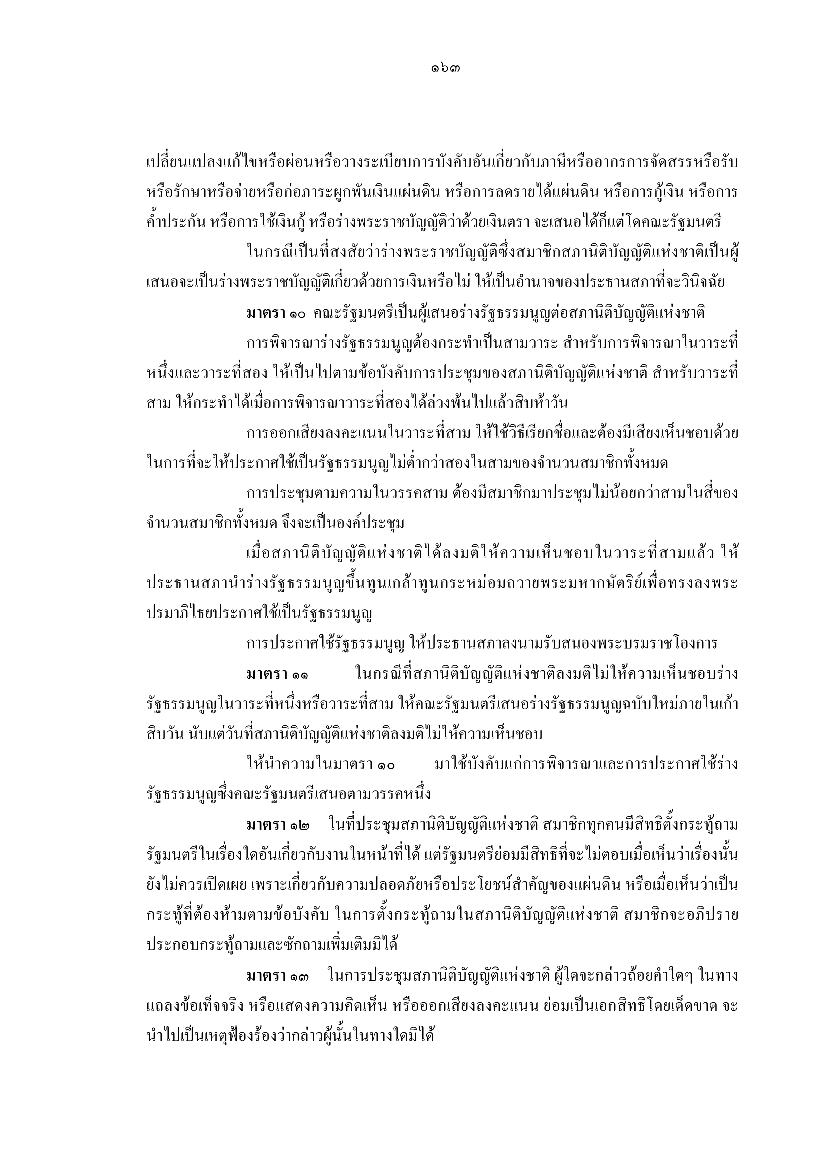 ๑๖๓
เปลี่ยนแปลงแก้ไขหรือผ่อนหรือวางระเบียบการบังคับอันเกี่ยวกับภาษีหรืออากรการจัดสรรหรือรับ
หรือรักษาหรือจ่ายหรือก่อภาระผูกพันเงินแผ่นดิน หรือการลดรายได้แผ่นดิน หรือการกู้เงิน หรือการ
ค้ำประกัน หรือการใช้เงินกู้ หรือร่างพระราชบัญญัติว่าด้วยเงินตรา จะเสนอได้ก็แต่โดคณะรัฐมนตรี
ในกรณีเป็นที่สงสัยว่าร่างพระราชบัญญัติซึ่งสมาชิกสภานิติบัญญัติแห่งชาติเป็นผู้
เสนอจะเป็นร่างพระราชบัญญัติเกี่ยวด้วยการเงินหรือไม่ ให้เป็นอำนาจของประธานสภาที่จะวินิจฉัย
มาตรา ๑๐ คณะรัฐมนตรีเป็นผู้เสนอร่างรัฐธรรมนูญต่อสภานิติบัญญัติแห่งชาติ
การพิจารณาร่างรัฐธรรมนูญต้องกระทำเป็นสามวาระ สำหรับการพิจารณาในวาระที่
หนึ่งและวาระที่สอง ให้เป็นไปตามข้อบังคับการประชุมของสภานิติบัญญัติแห่งชาติ สำหรับวาระที่
สาม ให้กระทำได้เมื่อการพิจารณาวาระที่สองได้ล่วงพ้นไปแล้วสิบห้าวัน
การออกเสียงลงคะแนนในวาระที่สาม ให้ใช้วิธีเรียกชื่อและต้องมีเสียงเห็นชอบด้วย
ในการที่จะให้ประกาศใช้เป็นรัฐธรรมนูญไม่ต่ำกว่าสองในสามของจำนวนสมาชิกทั้งหมด
การประชุมตามความในวรรคสาม ต้องมีสมาชิกมาประชุมไม่น้อยกว่าสามในสี่ของ
จำนวนสมาชิกทั้งหมด จึงจะเป็นองค์ประชุม
เมื่อสภานิติบัญญัติแห่งชาติได้ลงมติให้ความเห็นชอบในวาระที่สามแล้ว ให้
ประธานสภานำร่างรัฐธรรมนูญขึ้นทูนเกล้าทูนกระหม่อมถวายพระมหากษัตริย์เพื่อทรงลงพระ
ปรมาภิไธยประกาศใช้เป็นรัฐธรรมนูญ
การประกาศใช้รัฐธรรมนูญ ให้ประธานสภาลงนามรับสนองพระบรมราชโองการ
มาตรา ๑๑ ในกรณีที่สภานิติบัญญัติแห่งชาติลงมติไม่ให้ความเห็นชอบร่าง
รัฐธรรมนูญในวาระที่หนึ่งหรือวาระที่สาม ให้คณะรัฐมนตรีเสนอร่างรัฐธรรมนูญฉบับใหม่ภายในเก้า
สิบวัน นับแต่วันที่สภานิติบัญญัติแห่งชาติลงมติไม่ให้ความเห็นชอบ
ให้นำความในมาตรา ๑๐ มาใช้บังคับแก่การพิจารณาและการประกาศใช้ร่าง
รัฐธรรมนูญซึ่งคณะรัฐมนตรีเสนอตามวรรคหนึ่ง
มาตรา ๑๒ ในที่ประชุมสภานิติบัญญัติแห่งชาติ สมาชิกทุกคนมีสิทธิตั้งกระทู้ถาม
รัฐมนตรีในเรื่องใดอันเกี่ยวกับงานในหน้าที่ได้ แต่รัฐมนตรีย่อมมีสิทธิที่จะไม่ตอบเมื่อเห็นว่าเรื่องนั้น
ยังไม่ควรเปิดเผย เพราะเกี่ยวกับความปลอดภัยหรือประโยชน์สำคัญของแผ่นดิน หรือเมื่อเห็นว่าเป็น
กระทู้ที่ต้องห้ามตามข้อบังคับ ในการตั้งกระทู้ถามในสภานิติบัญญัติแห่งชาติ สมาชิกจะอภิปราย
ประกอบกระทู้ถามและซักถามเพิ่มเติมมิได้
มาตรา ๑๓ ในการประชุมสภานิติบัญญัติแห่งชาติ ผู้ใดจะกล่าวถ้อยคำใดๆ ในทาง
แถลงข้อเท็จจริง หรือแสดงความคิดเห็น หรือออกเสียงลงคะแนน ย่อมเป็นเอกสิทธิโดยเด็ดขาด จะ
นำไปเป็นเหตุฟ้องร้องว่ากล่าวผู้นั้นในทางใดมิได้